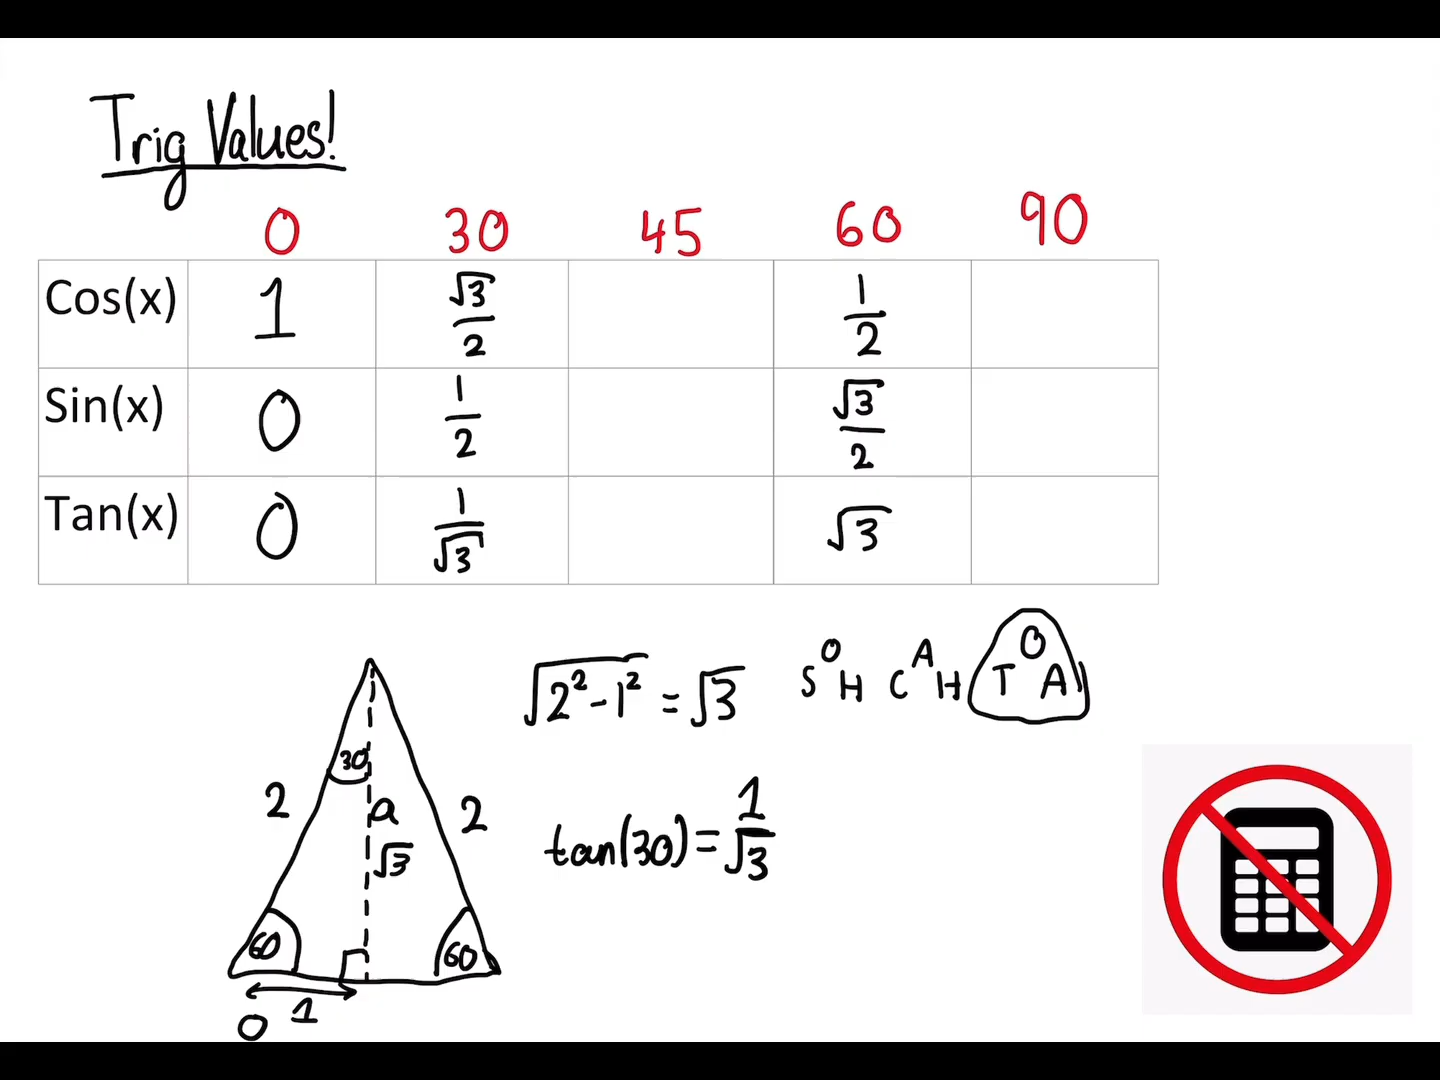 Trig Values!
0 30 45 60 90
Cos(x) 1 √3/2 1/2
Sin(x) 0 1/2 √3/2
Tan(x) 0 1/√3 √3
√2²-1² = √3
S O H C A H T O A
30
2 a 2
√3
tan(30) = 1/√3
60 60
1
O